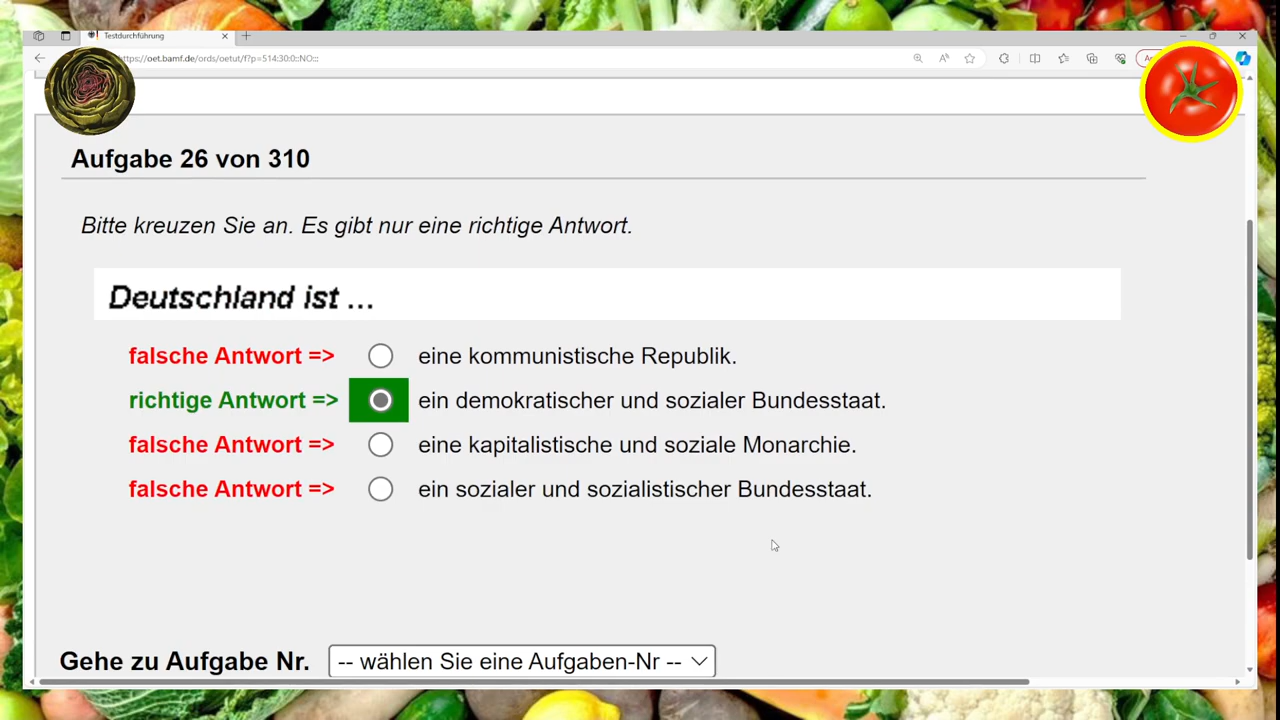 Testdurchführung
https://oet.bamf.de/ords/oetut/f?p=514:30:0::NO:::
Aufgabe 26 von 310
Bitte kreuzen Sie an. Es gibt nur eine richtige Antwort.
Deutschland ist ...
falsche Antwort => eine kommunistische Republik.
richtige Antwort => ein demokratischer und sozialer Bundesstaat.
falsche Antwort => eine kapitalistische und soziale Monarchie.
falsche Antwort => ein sozialer und sozialistischer Bundesstaat.
Gehe zu Aufgabe Nr. -- wählen Sie eine Aufgaben-Nr --